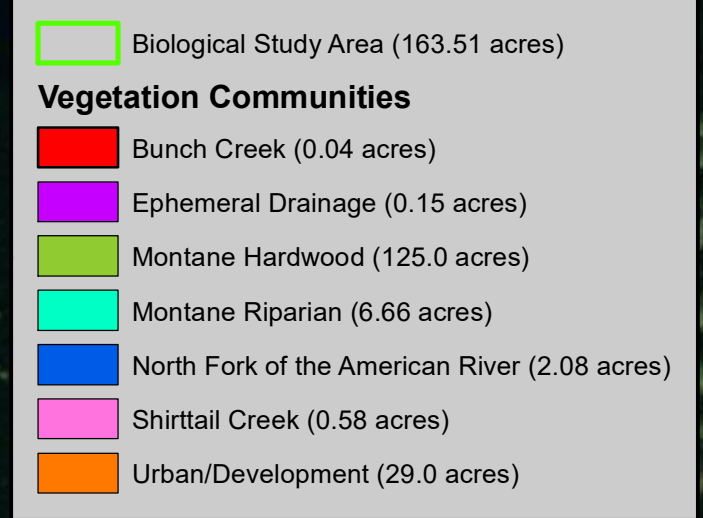 Biological Study Area (163.51 acres)
Vegetation Communities
Bunch Creek (0.04 acres)
Ephemeral Drainage (0.15 acres)
Montane Hardwood (125.0 acres)
Montane Riparian (6.66 acres)
North Fork of the American River (2.08 acres)
Shirttail Creek (0.58 acres)
Urban/Development (29.0 acres)